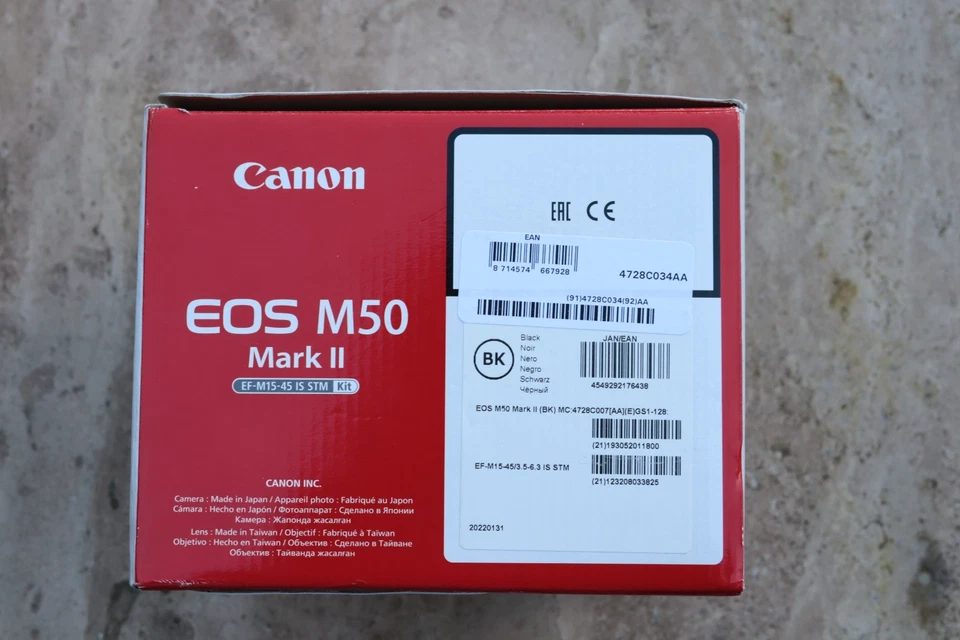 Canon
EOS M50
Mark II
EF-M15-45 IS STM Kit
CANON INC.
Camera : Made in Japan / Appareil photo : Fabriqué au Japon
Cámara : Hecho en Japón / Фотоаппарат : Сделано в Японии
Камера : Жапонда жасалған
Lens : Made in Taiwan / Objectif : Fabriqué à Taïwan
Objetivo : Hecho en Taiwan / Объектив : Сделано в Тайване
Объектив : Тайванда жасалған
EAC CE
EAN
8 714574 667928
4728C034AA
(91)4728C034(92)AA
BK
Black
Noir
Nero
Negro
Schwarz
Черный
JAN/EAN
4549292176438
EOS M50 Mark II (BK) MC:4728C007[AA](E)GS1-128:
(21)193052011800
EF-M15-45/3.5-6.3 IS STM
(21)123208033825
20220131